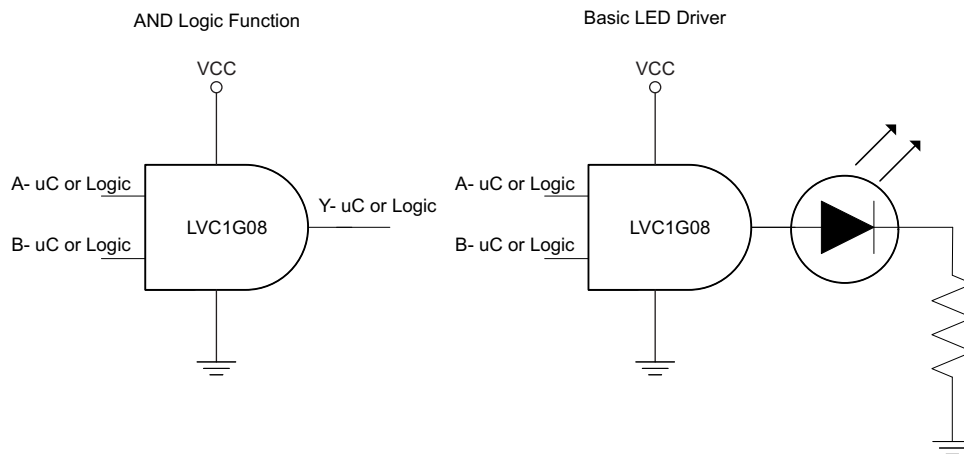 AND Logic Function
VCC
A- uC or Logic
B- uC or Logic
LVC1G08
Y- uC or Logic
Basic LED Driver
VCC
A- uC or Logic
B- uC or Logic
LVC1G08